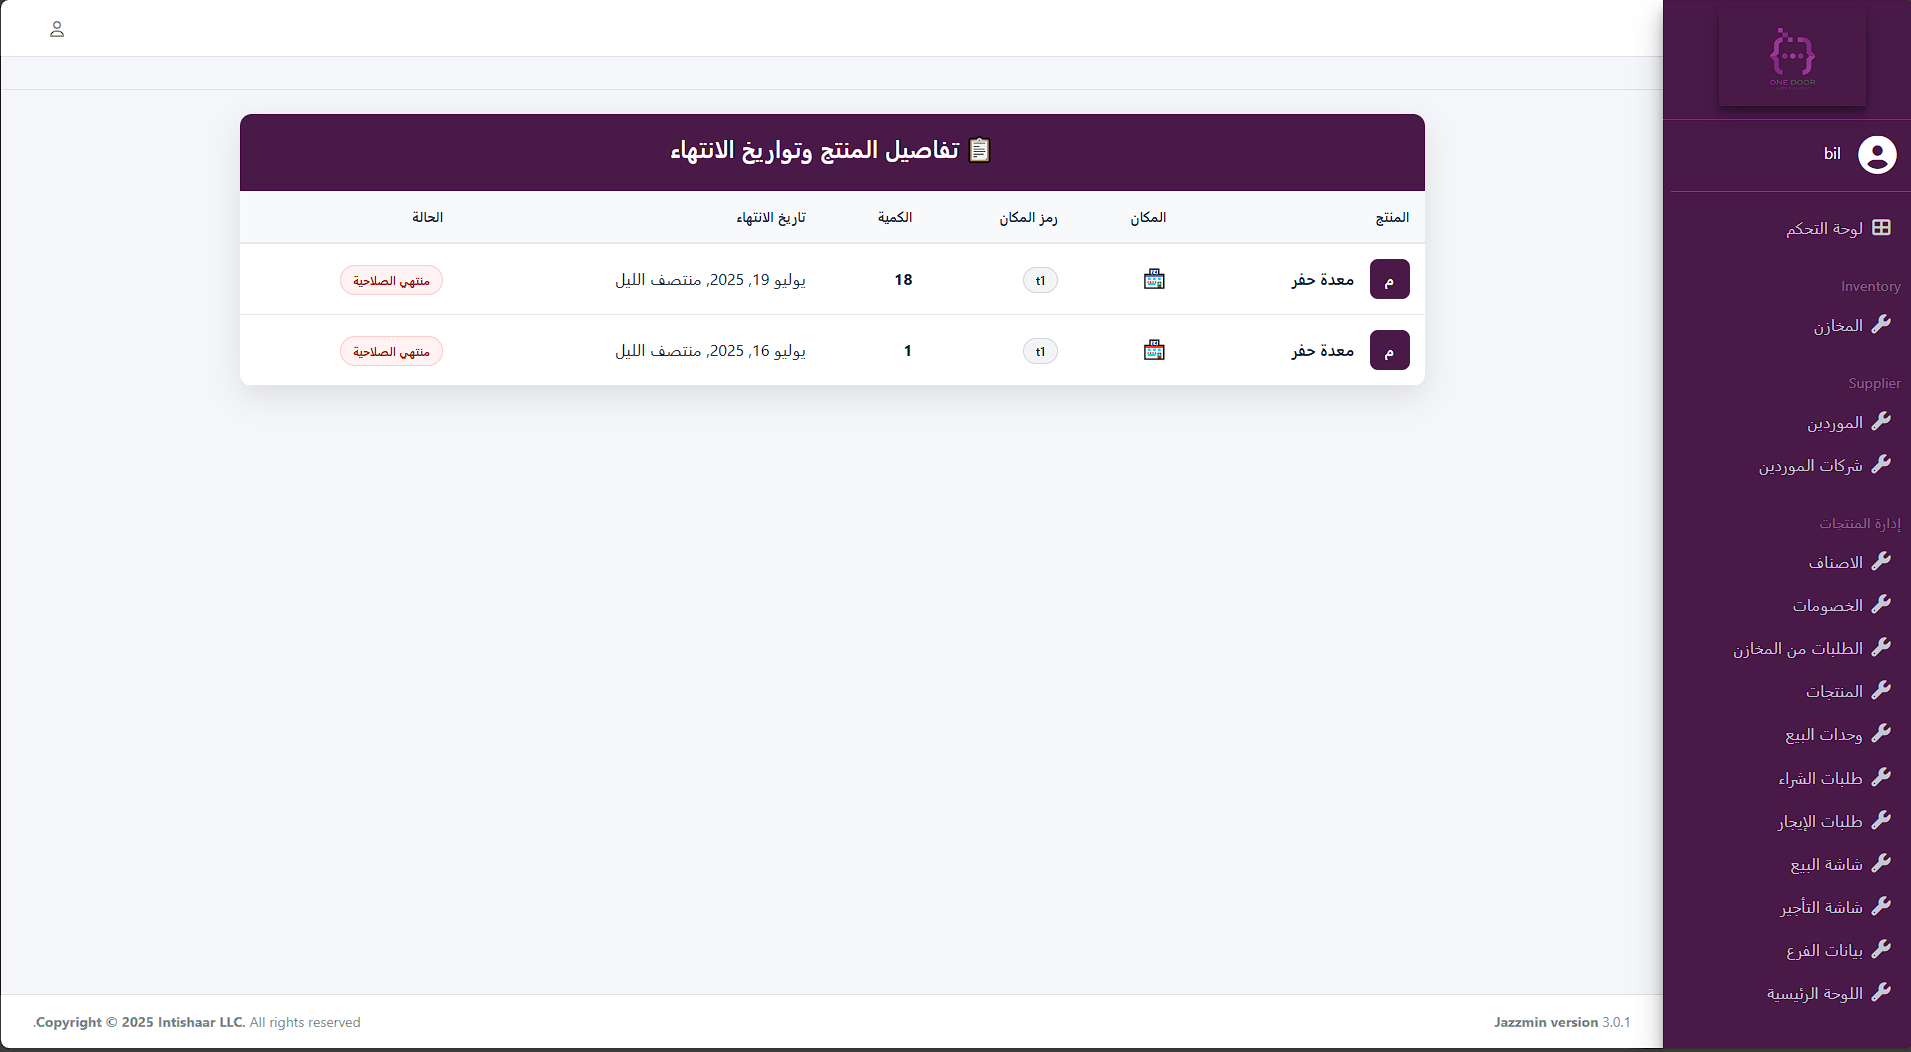 ONE DOOR
bil
لوحة التحكم
Inventory
المخازن
Supplier
الموردين
شركات الموردين
إدارة المنتجات
الاصناف
الخصومات
الطلبات من المخازن
المنتجات
وحدات البيع
طلبات الشراء
طلبات الإيجار
شاشة البيع
شاشة التأجير
بيانات الفرع
اللوحة الرئيسية
📋 تفاصيل المنتج وتواريخ الانتهاء
المنتج المكان رمز المكان الكمية تاريخ الانتهاء الحالة
م معدة حفر 🏥 t1 18 يوليو 19, 2025, منتصف الليل منتهي الصلاحية
م معدة حفر 🏥 t1 1 يوليو 16, 2025, منتصف الليل منتهي الصلاحية
Jazzmin version 3.0.1
.Copyright © 2025 Intishaar LLC. All rights reserved